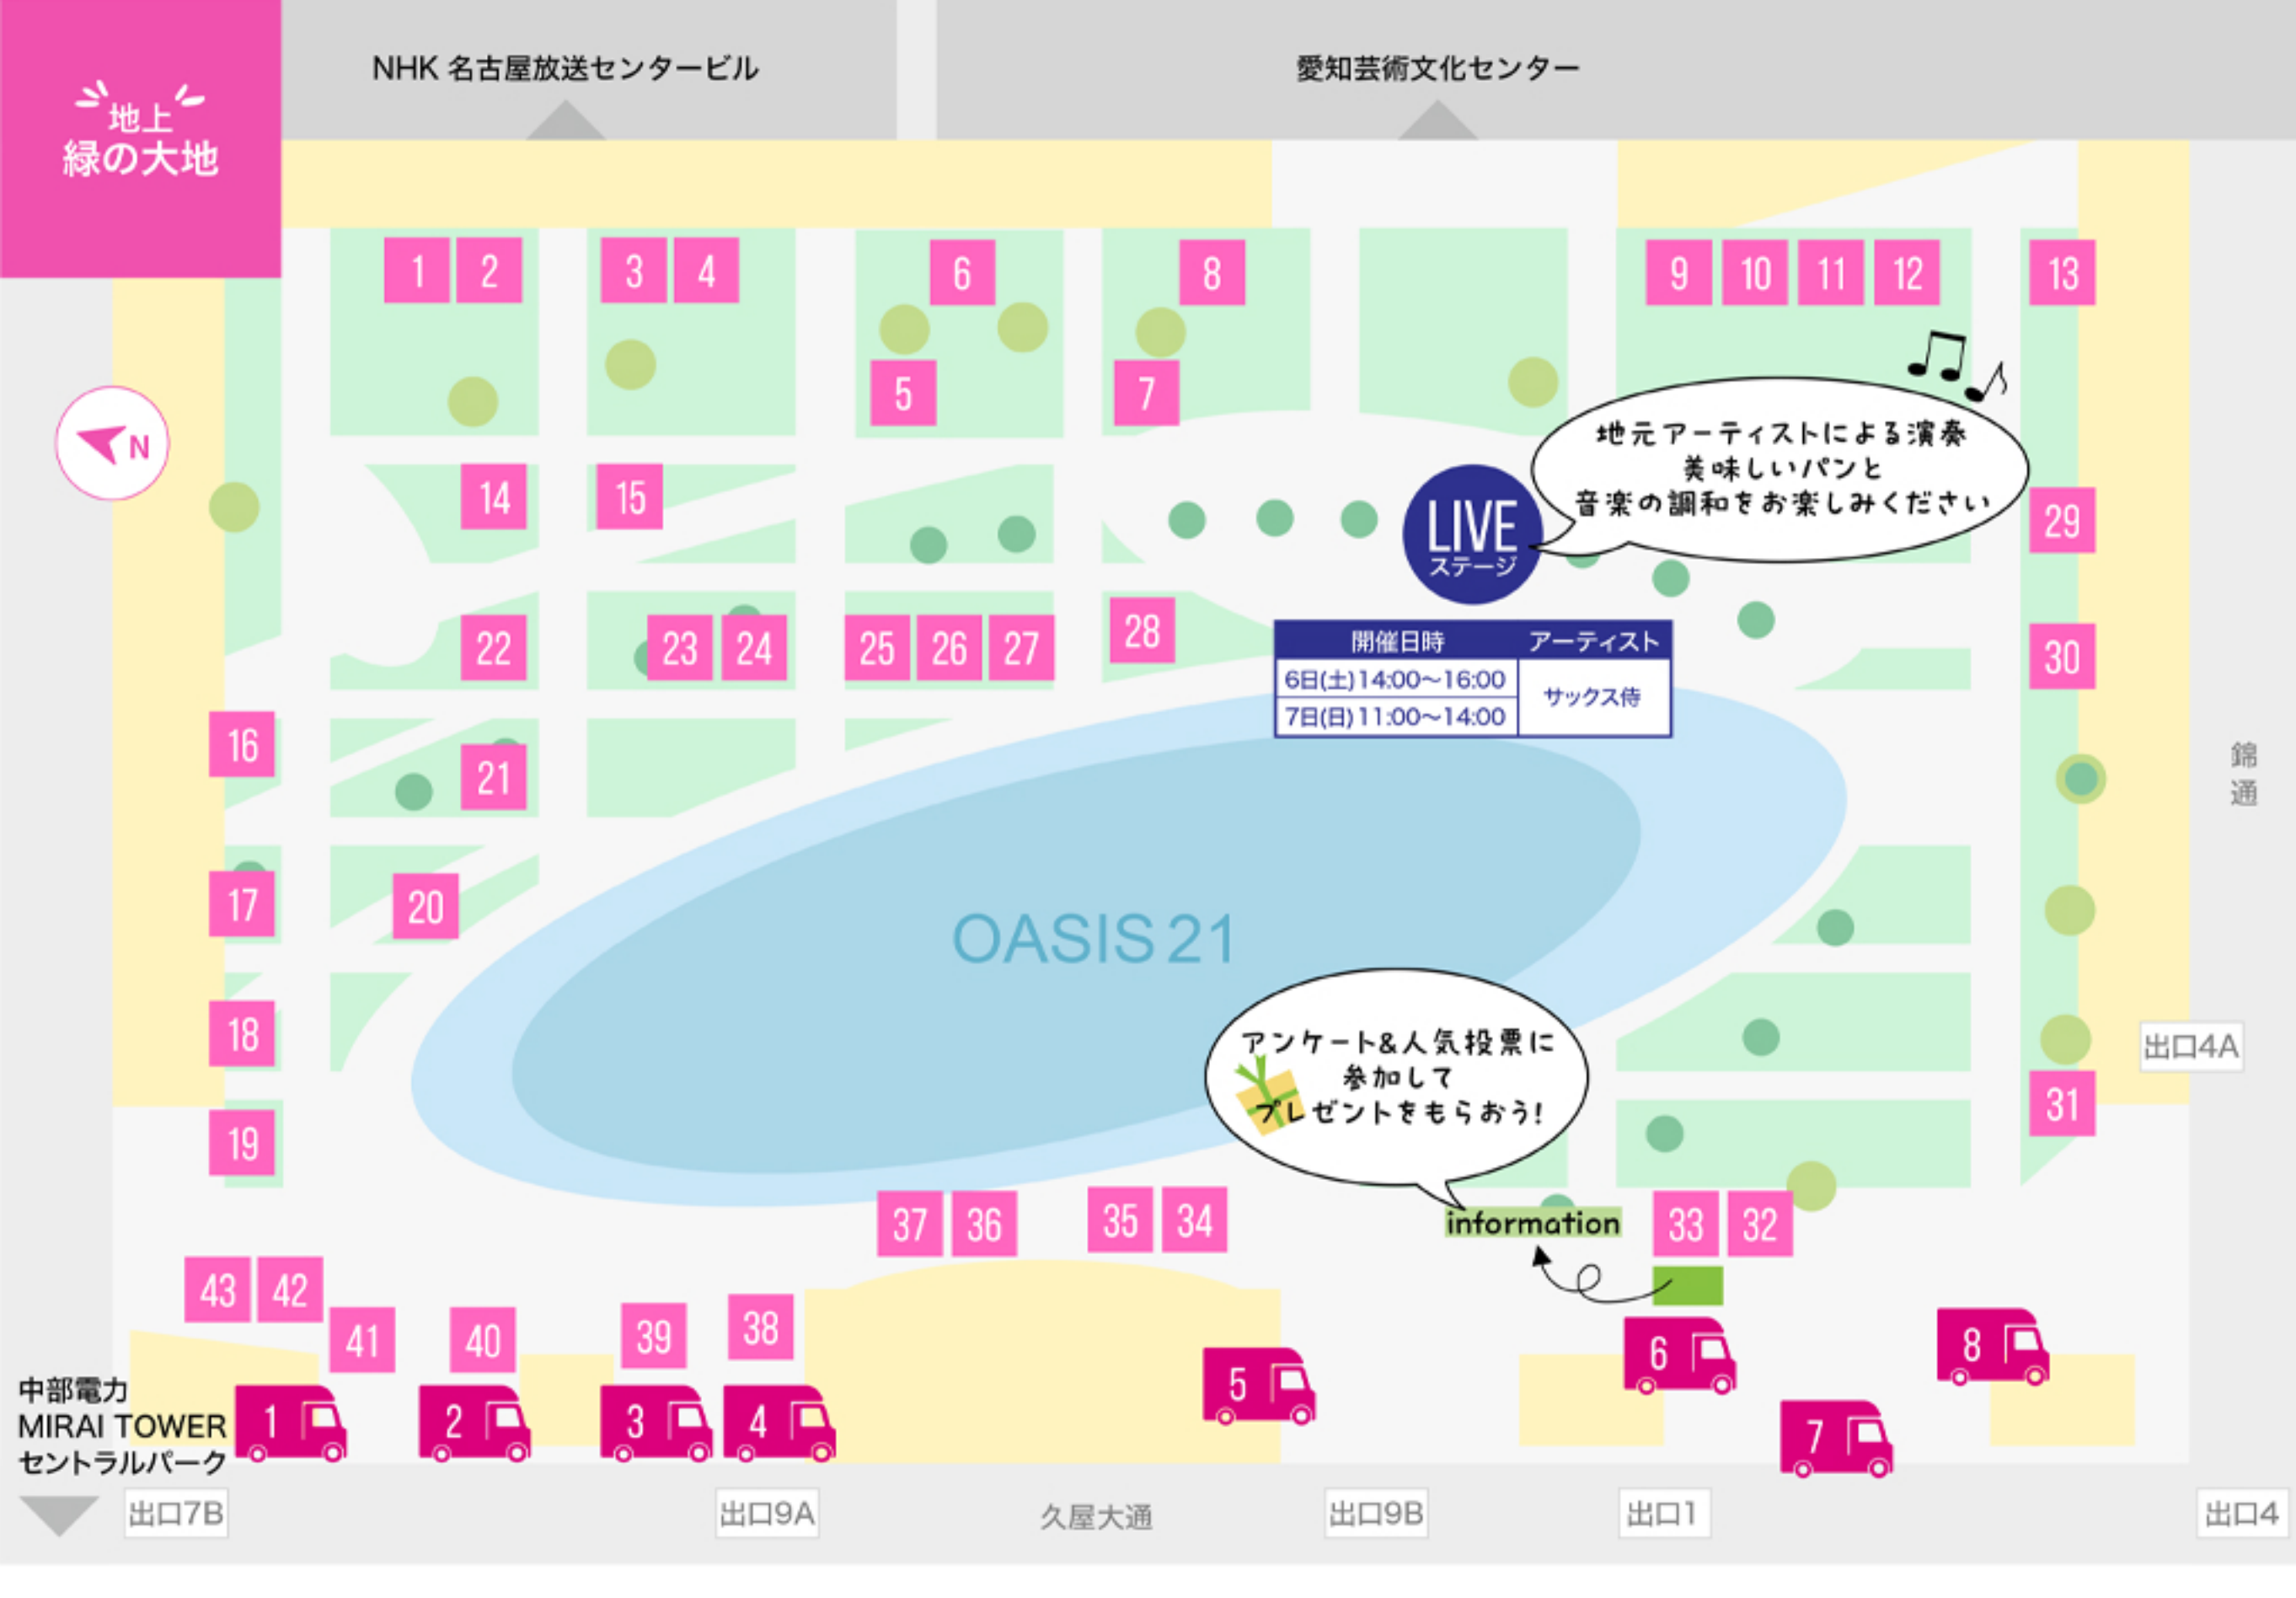 地上
緑の大地
NHK 名古屋放送センタービル
愛知芸術文化センター
N
1 2 3 4 6 8 9 10 11 12 13
5 7
地元アーティストによる演奏
美味しいパンと
音楽の調和をお楽しみください
LIVE
ステージ
14 15 29
22 23 24 25 26 27 28 30
開催日時 アーティスト
6日(土)14:00〜16:00 サックス侍
7日(日)11:00〜14:00
16 21
錦通
17 20
OASIS 21
18
アンケート&人気投票に
参加して
プレゼントをもらおう!
出口4A
31
19
37 36 35 34
information
33 32
43 42
41 40 39 38
中部電力
MIRAI TOWER
セントラルパーク
1 2 3 4 5 6 7 8
出口7B
出口9A
久屋大通
出口9B
出口1
出口4